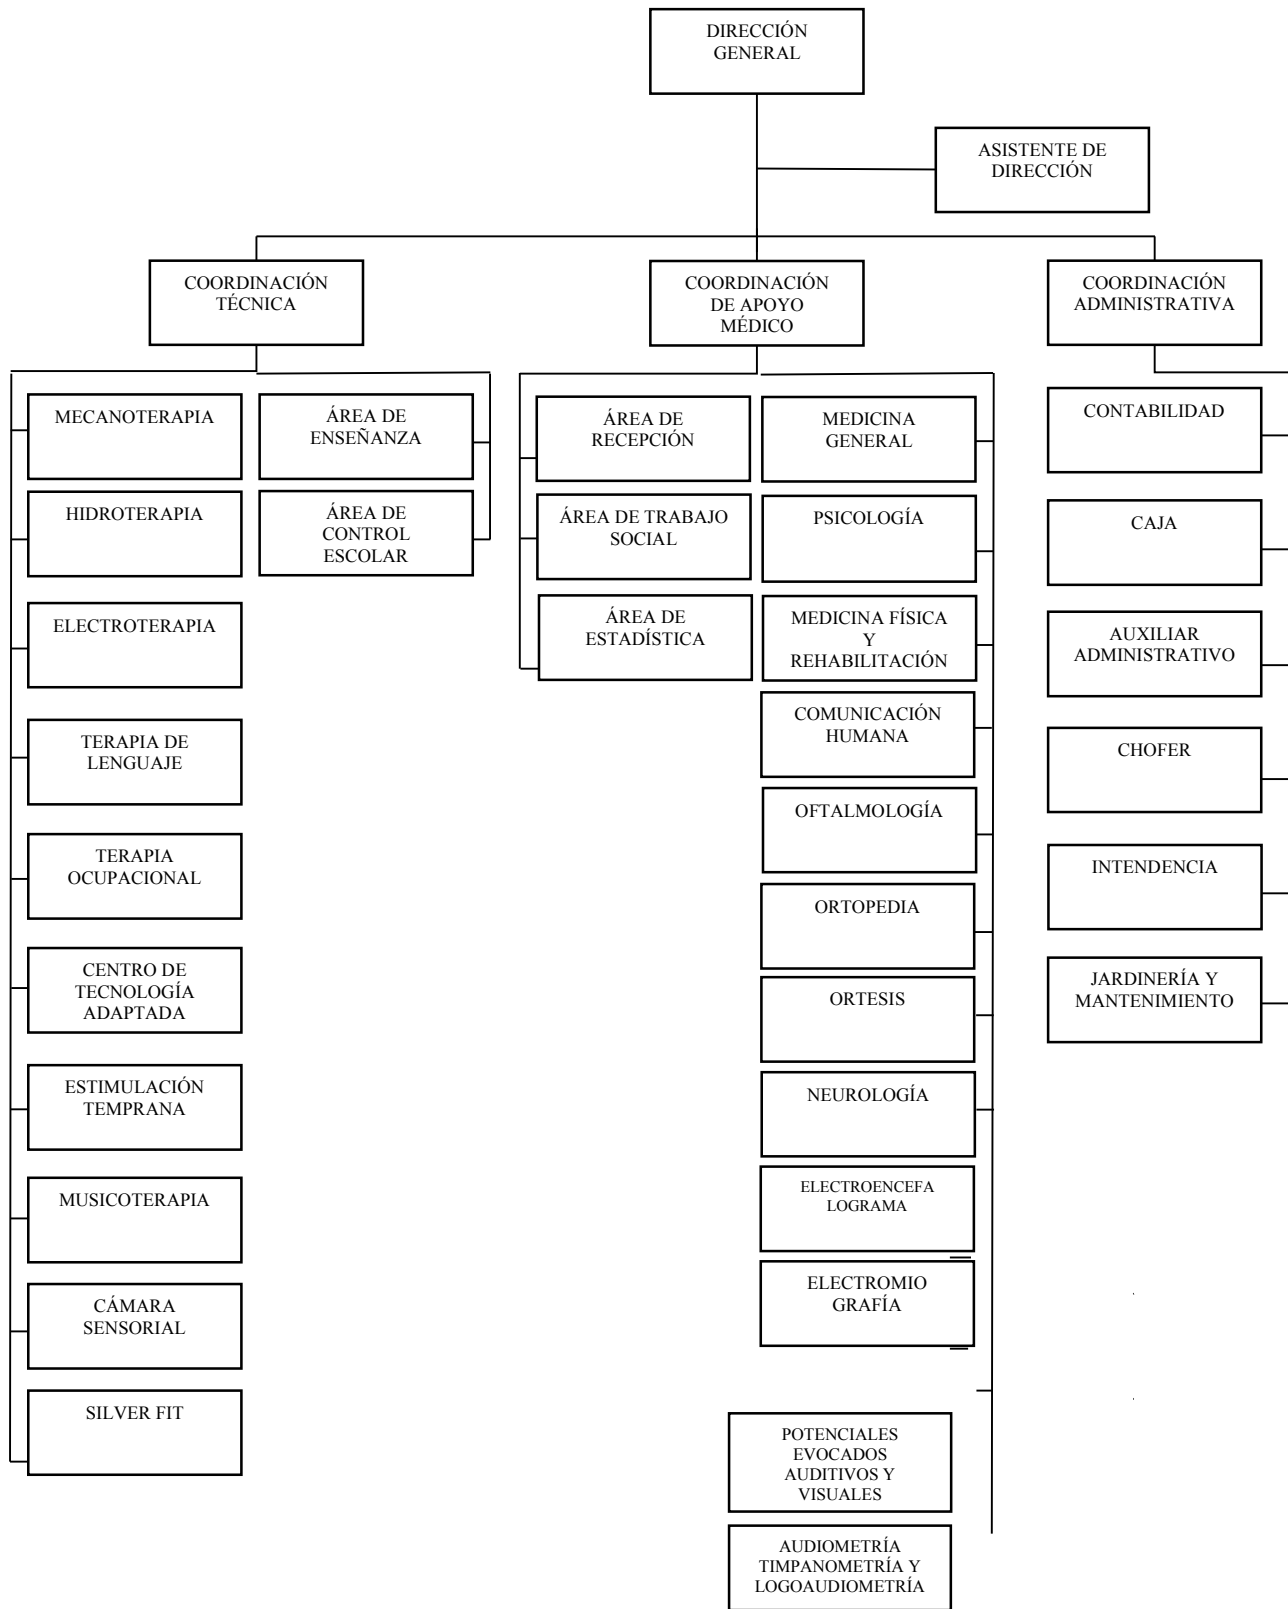 DIRECCIÓN
GENERAL
ASISTENTE DE
DIRECCIÓN
COORDINACIÓN
TÉCNICA
COORDINACIÓN
DE APOYO
MÉDICO
COORDINACIÓN
ADMINISTRATIVA
MECANOTERAPIA
HIDROTERAPIA
ELECTROTERAPIA
TERAPIA DE
LENGUAJE
TERAPIA
OCUPACIONAL
CENTRO DE
TECNOLOGÍA
ADAPTADA
ESTIMULACIÓN
TEMPRANA
MUSICOTERAPIA
CÁMARA
SENSORIAL
SILVER FIT
ÁREA DE
ENSEÑANZA
ÁREA DE
CONTROL
ESCOLAR
ÁREA DE
RECEPCIÓN
ÁREA DE TRABAJO
SOCIAL
ÁREA DE
ESTADÍSTICA
MEDICINA
GENERAL
PSICOLOGÍA
MEDICINA FÍSICA
Y
REHABILITACIÓN
COMUNICACIÓN
HUMANA
OFTALMOLOGÍA
ORTOPEDIA
ORTESIS
NEUROLOGÍA
ELECTROENCEFA
LOGRAMA
ELECTROMIO
GRAFÍA
POTENCIALES
EVOCADOS
AUDITIVOS Y
VISUALES
AUDIOMETRÍA
TIMPANOMETRÍA Y
LOGOAUDIOMETRÍA
CONTABILIDAD
CAJA
AUXILIAR
ADMINISTRATIVO
CHOFER
INTENDENCIA
JARDINERÍA Y
MANTENIMIENTO